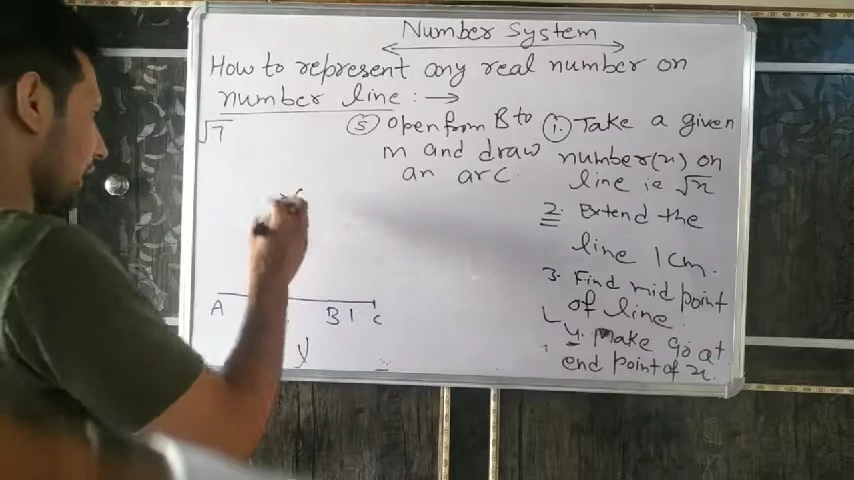 Number System
How to represent any real number on
number line : →
√7
⑤ open from B to
m and draw
an arc.
①. Take a given
number(x) on
line ie √x
2. Extend the
line 1cm.
3. Find mid point
of line.
4. Make 90 at
end point of x.
A B 1 C